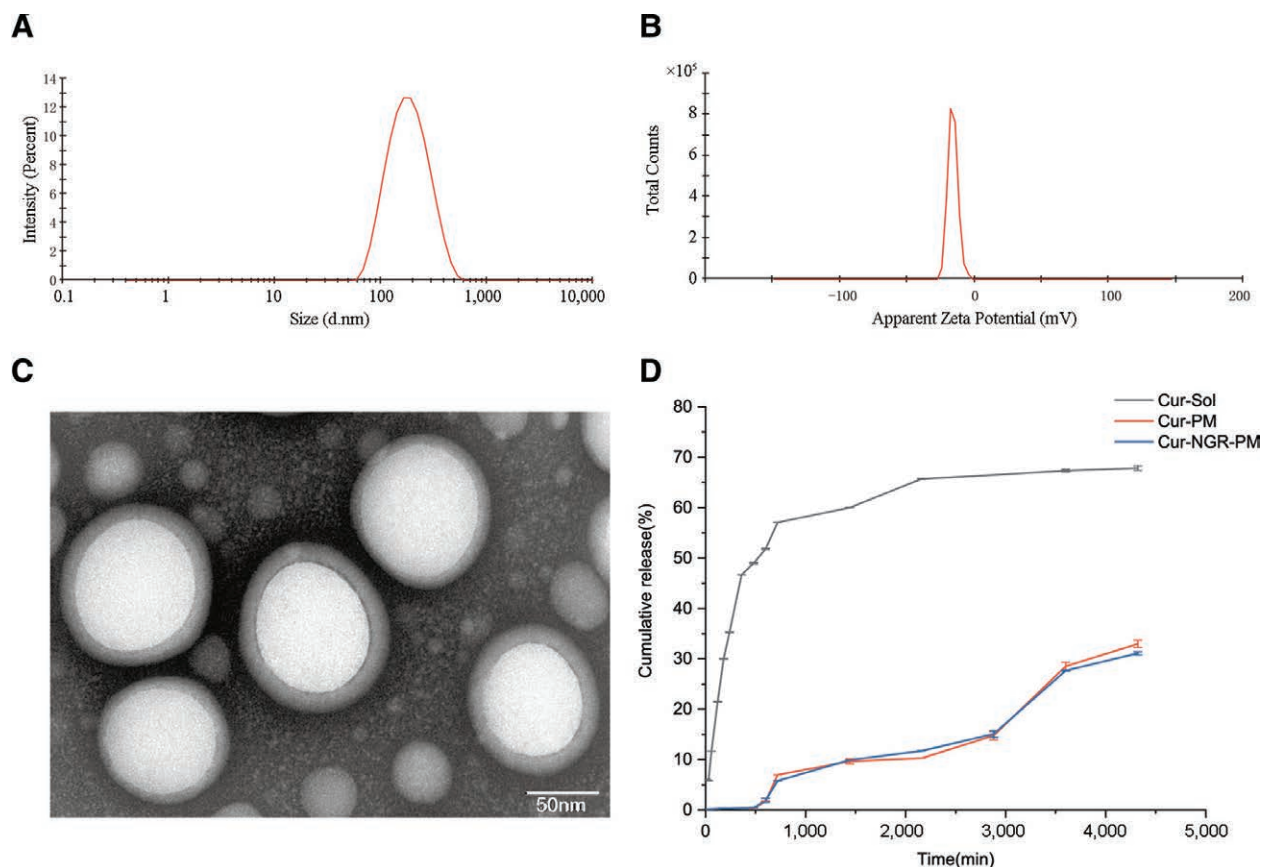 A
14
12
10
8
6
4
2
0
Intensity (Percent)
0.1 1 10 100 1,000 10,000
Size (d.nm)
B
×10⁵
8
6
4
2
0
Total Counts
−100 0 100 200
Apparent Zeta Potential (mV)
C
50nm
D
Cur-Sol
Cur-PM
Cur-NGR-PM
80
70
60
50
40
30
20
10
0
Cumulative release(%)
0 1,000 2,000 3,000 4,000 5,000
Time(min)